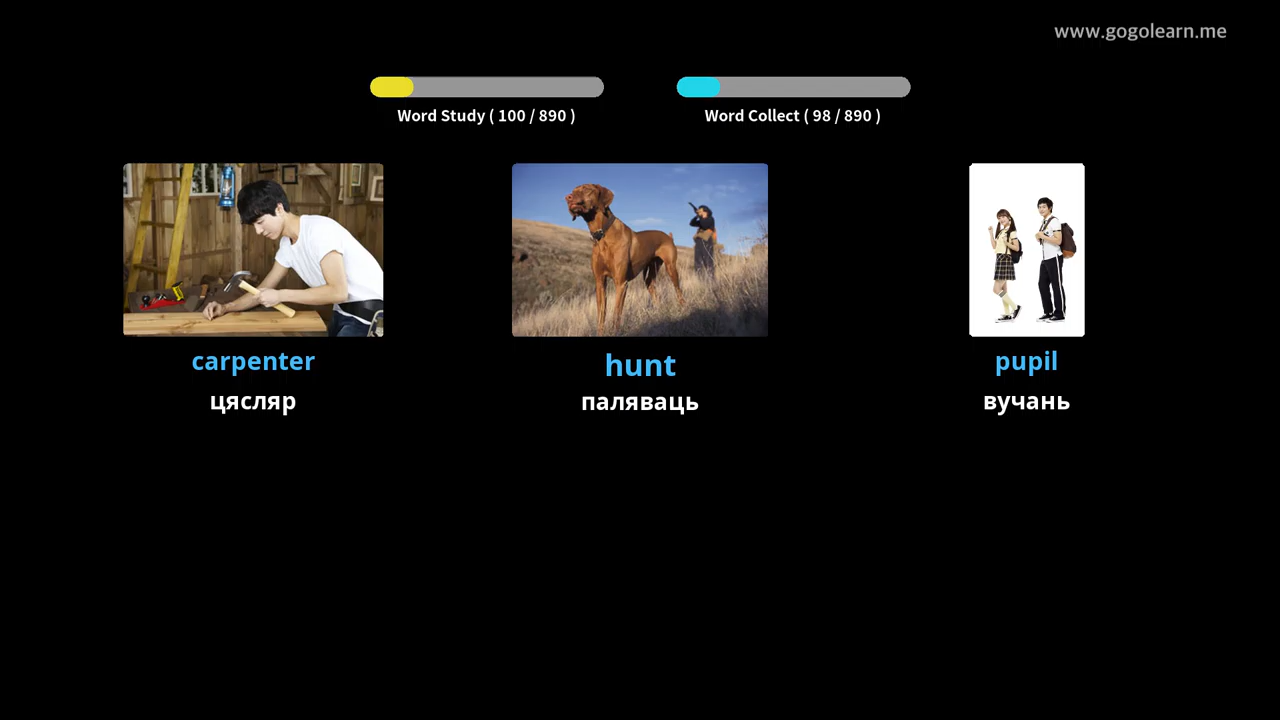 www.gogolearn.me
Word Study ( 100 / 890 )
Word Collect ( 98 / 890 )
carpenter
hunt
pupil
цясляр
паляваць
вучань